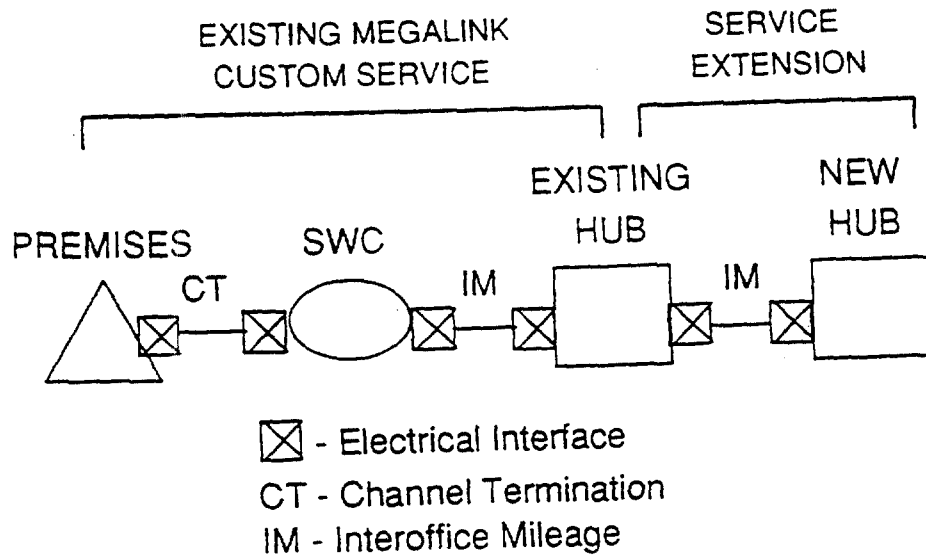 EXISTING MEGALINK
CUSTOM SERVICE
SERVICE
EXTENSION
PREMISES
CT
SWC
IM
EXISTING
HUB
IM
NEW
HUB
- Electrical Interface
CT - Channel Termination
IM - Interoffice Mileage